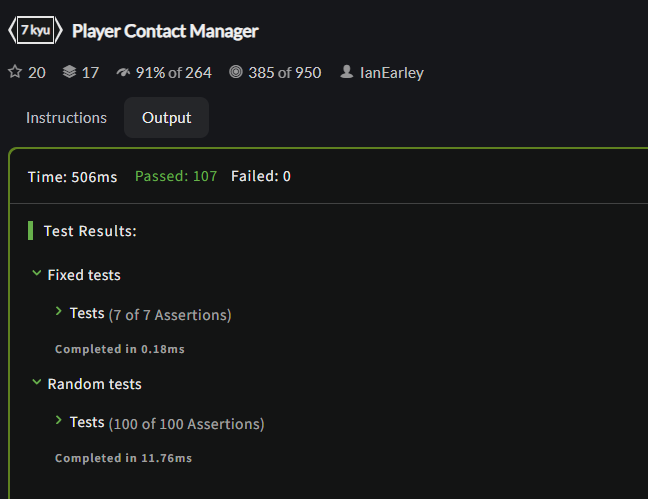 7 kyu Player Contact Manager
20 17 91% of 264 385 of 950 IanEarley
Instructions Output
Time: 506ms Passed: 107 Failed: 0
Test Results:
Fixed tests
Tests (7 of 7 Assertions)
Completed in 0.18ms
Random tests
Tests (100 of 100 Assertions)
Completed in 11.76ms